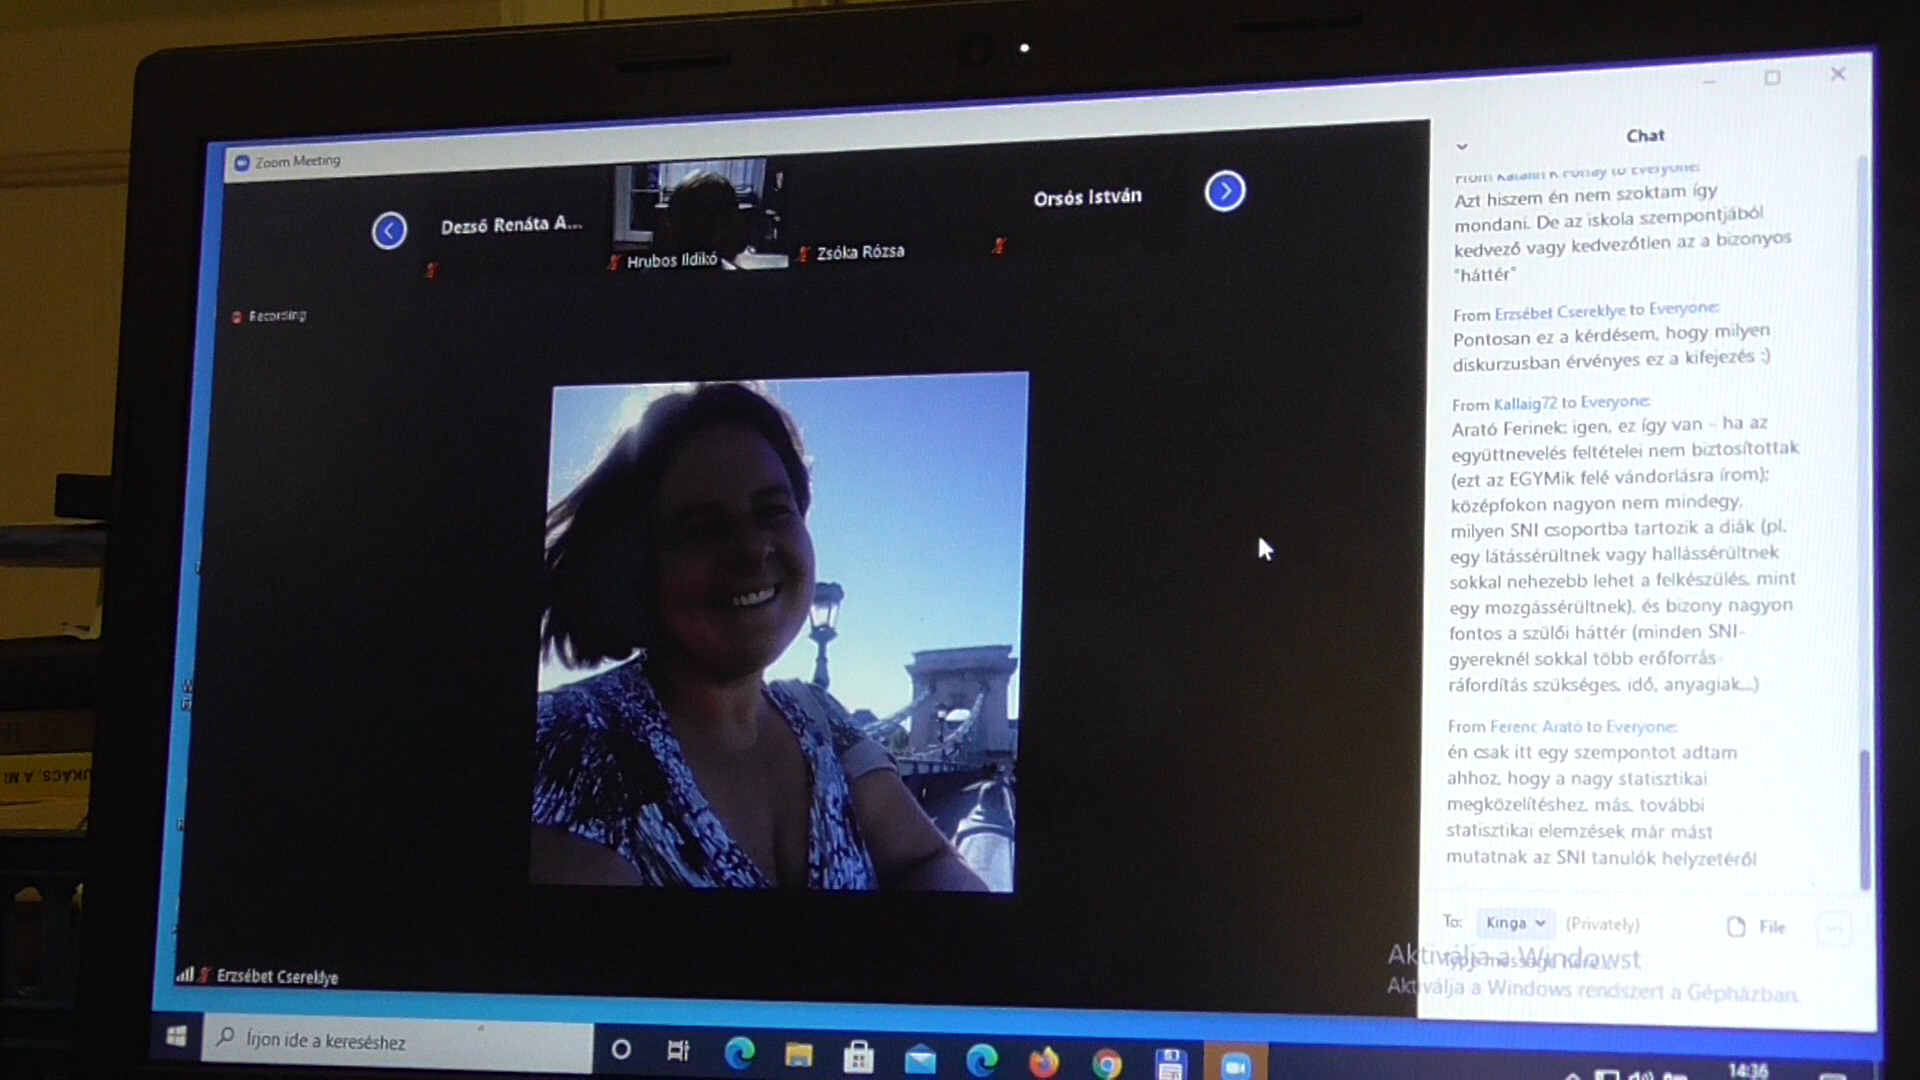 Zoom Meeting
Dezső Renáta A...
Hrubos Ildikó
Zsóka Rózsa
Orsós István
Recording
Erzsébet Csereklye
Chat
to Everyone:
Azt hiszem én nem szoktam így
mondani. De az iskola szempontjából
kedvező vagy kedvezőtlen az a bizonyos
"háttér"
From Erzsébet Csereklye to Everyone:
Pontosan ez a kérdésem, hogy milyen
diskurzusban érvényes ez a kifejezés :)
From Kallaig72 to Everyone:
Arató Ferinek: igen, ez így van - ha az
együttnevelés feltételei nem biztosítottak
(ezt az EGYMik felé vándorlásra írom);
középfokon nagyon nem mindegy,
milyen SNI csoportba tartozik a diák (pl.
egy látássérültnek vagy hallássérültnek
sokkal nehezebb lehet a felkészülés, mint
egy mozgássérültnek), és bizony nagyon
fontos a szülői háttér (minden SNI-
gyereknél sokkal több erőforrás-
ráfordítás szükséges, idő, anyagiak...)
From Ferenc Arató to Everyone:
én csak itt egy szempontot adtam
ahhoz, hogy a nagy statisztikai
megközelítéshez, más, további
statisztikai elemzések már mást
mutatnak az SNI tanulók helyzetéről
To: Kinga (Privately) File
Aktiválja a Windowst
Aktiválja a Windows rendszert a Gépházban.
Írjon ide a kereséshez
14:36